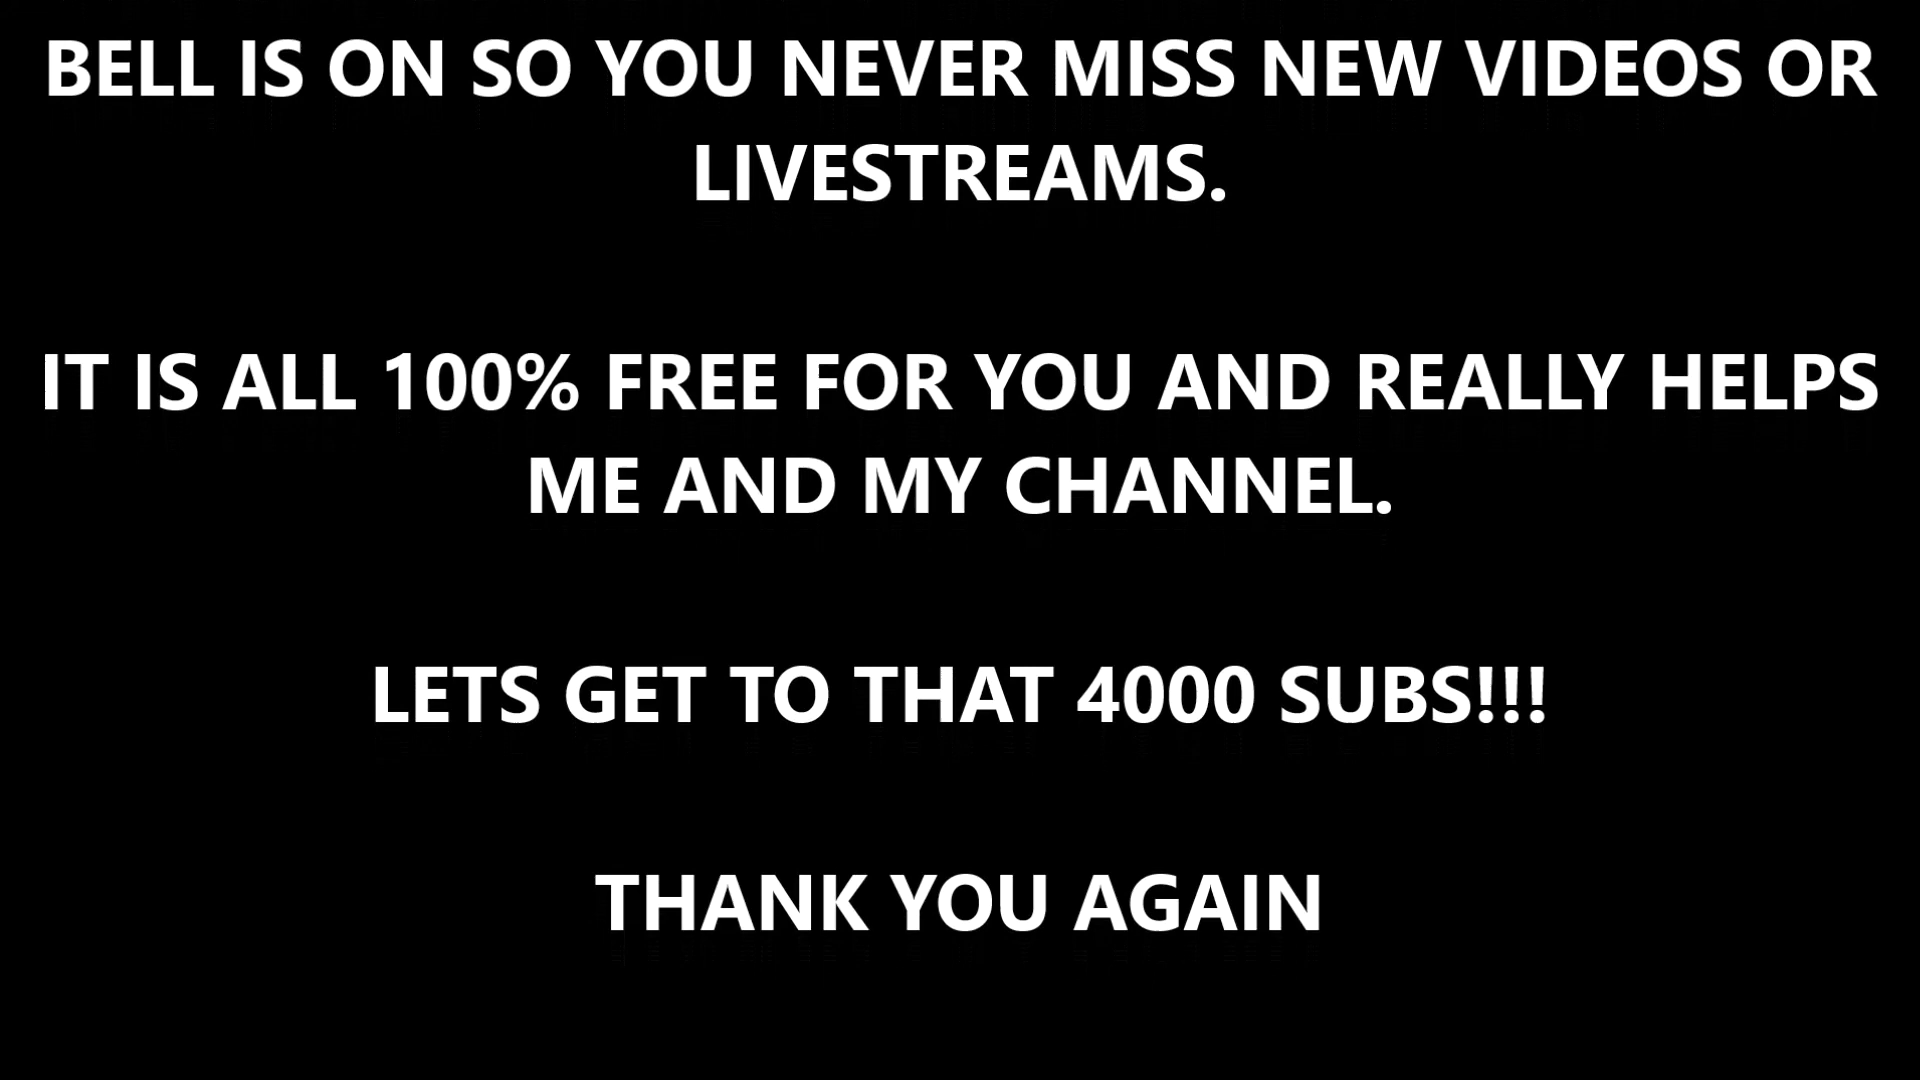 BELL IS ON SO YOU NEVER MISS NEW VIDEOS OR
LIVESTREAMS.
IT IS ALL 100% FREE FOR YOU AND REALLY HELPS
ME AND MY CHANNEL.
LETS GET TO THAT 4000 SUBS!!!
THANK YOU AGAIN